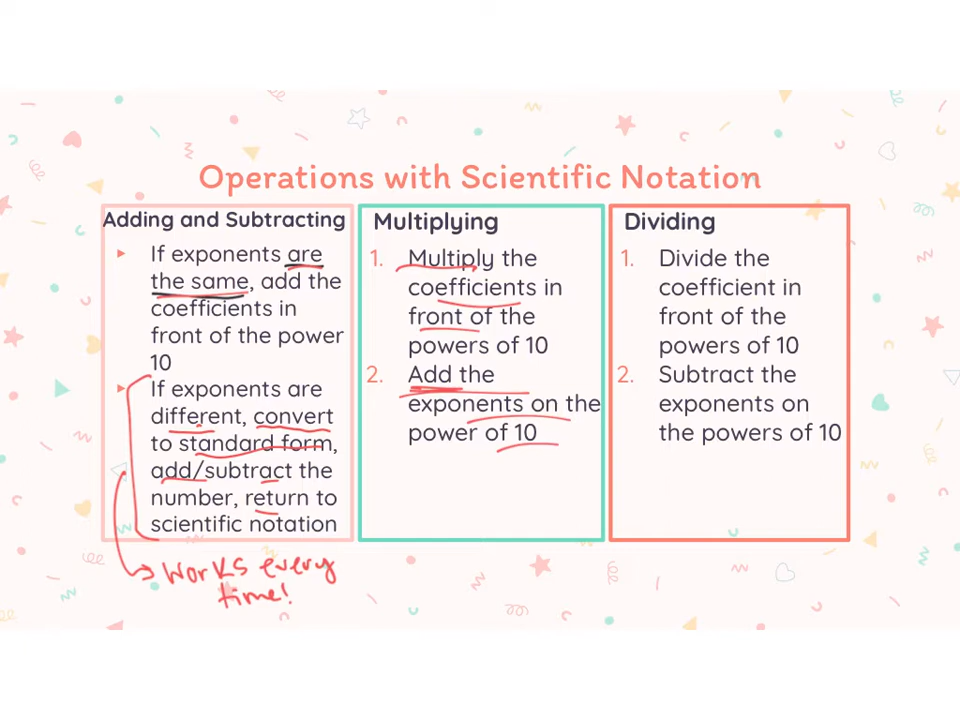 Operations with Scientific Notation
Adding and Subtracting
If exponents are
the same, add the
coefficients in
front of the power
10
If exponents are
different, convert
to standard form,
add/subtract the
number, return to
scientific notation
works every
time!
Multiplying
1. Multiply the
coefficients in
front of the
powers of 10
2. Add the
exponents on the
power of 10
Dividing
1. Divide the
coefficient in
front of the
powers of 10
2. Subtract the
exponents on
the powers of 10